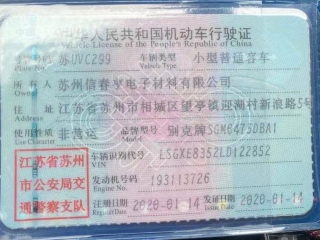 中华人民共和国机动车行驶证
Vehicle License of the People's Republic of China
号牌号码 苏UVC299 车辆类型 小型普通客车
Plate No. Vehicle Type
所有人 苏州信春孚电子材料有限公司
Owner
住址 江苏省苏州市相城区望亭镇迎湖村新浪路5号
Address
使用性质 非营运 品牌型号 别克牌SGM6473DBA1
Use Character Model
江苏省苏州
市公安局交
通警察支队
车辆识别代号 LSGXE8352LD122852
VIN
发动机号码 193113726
Engine No.
注册日期 2020-01-14 发证日期 2020-01-14
Register Date Issue Date